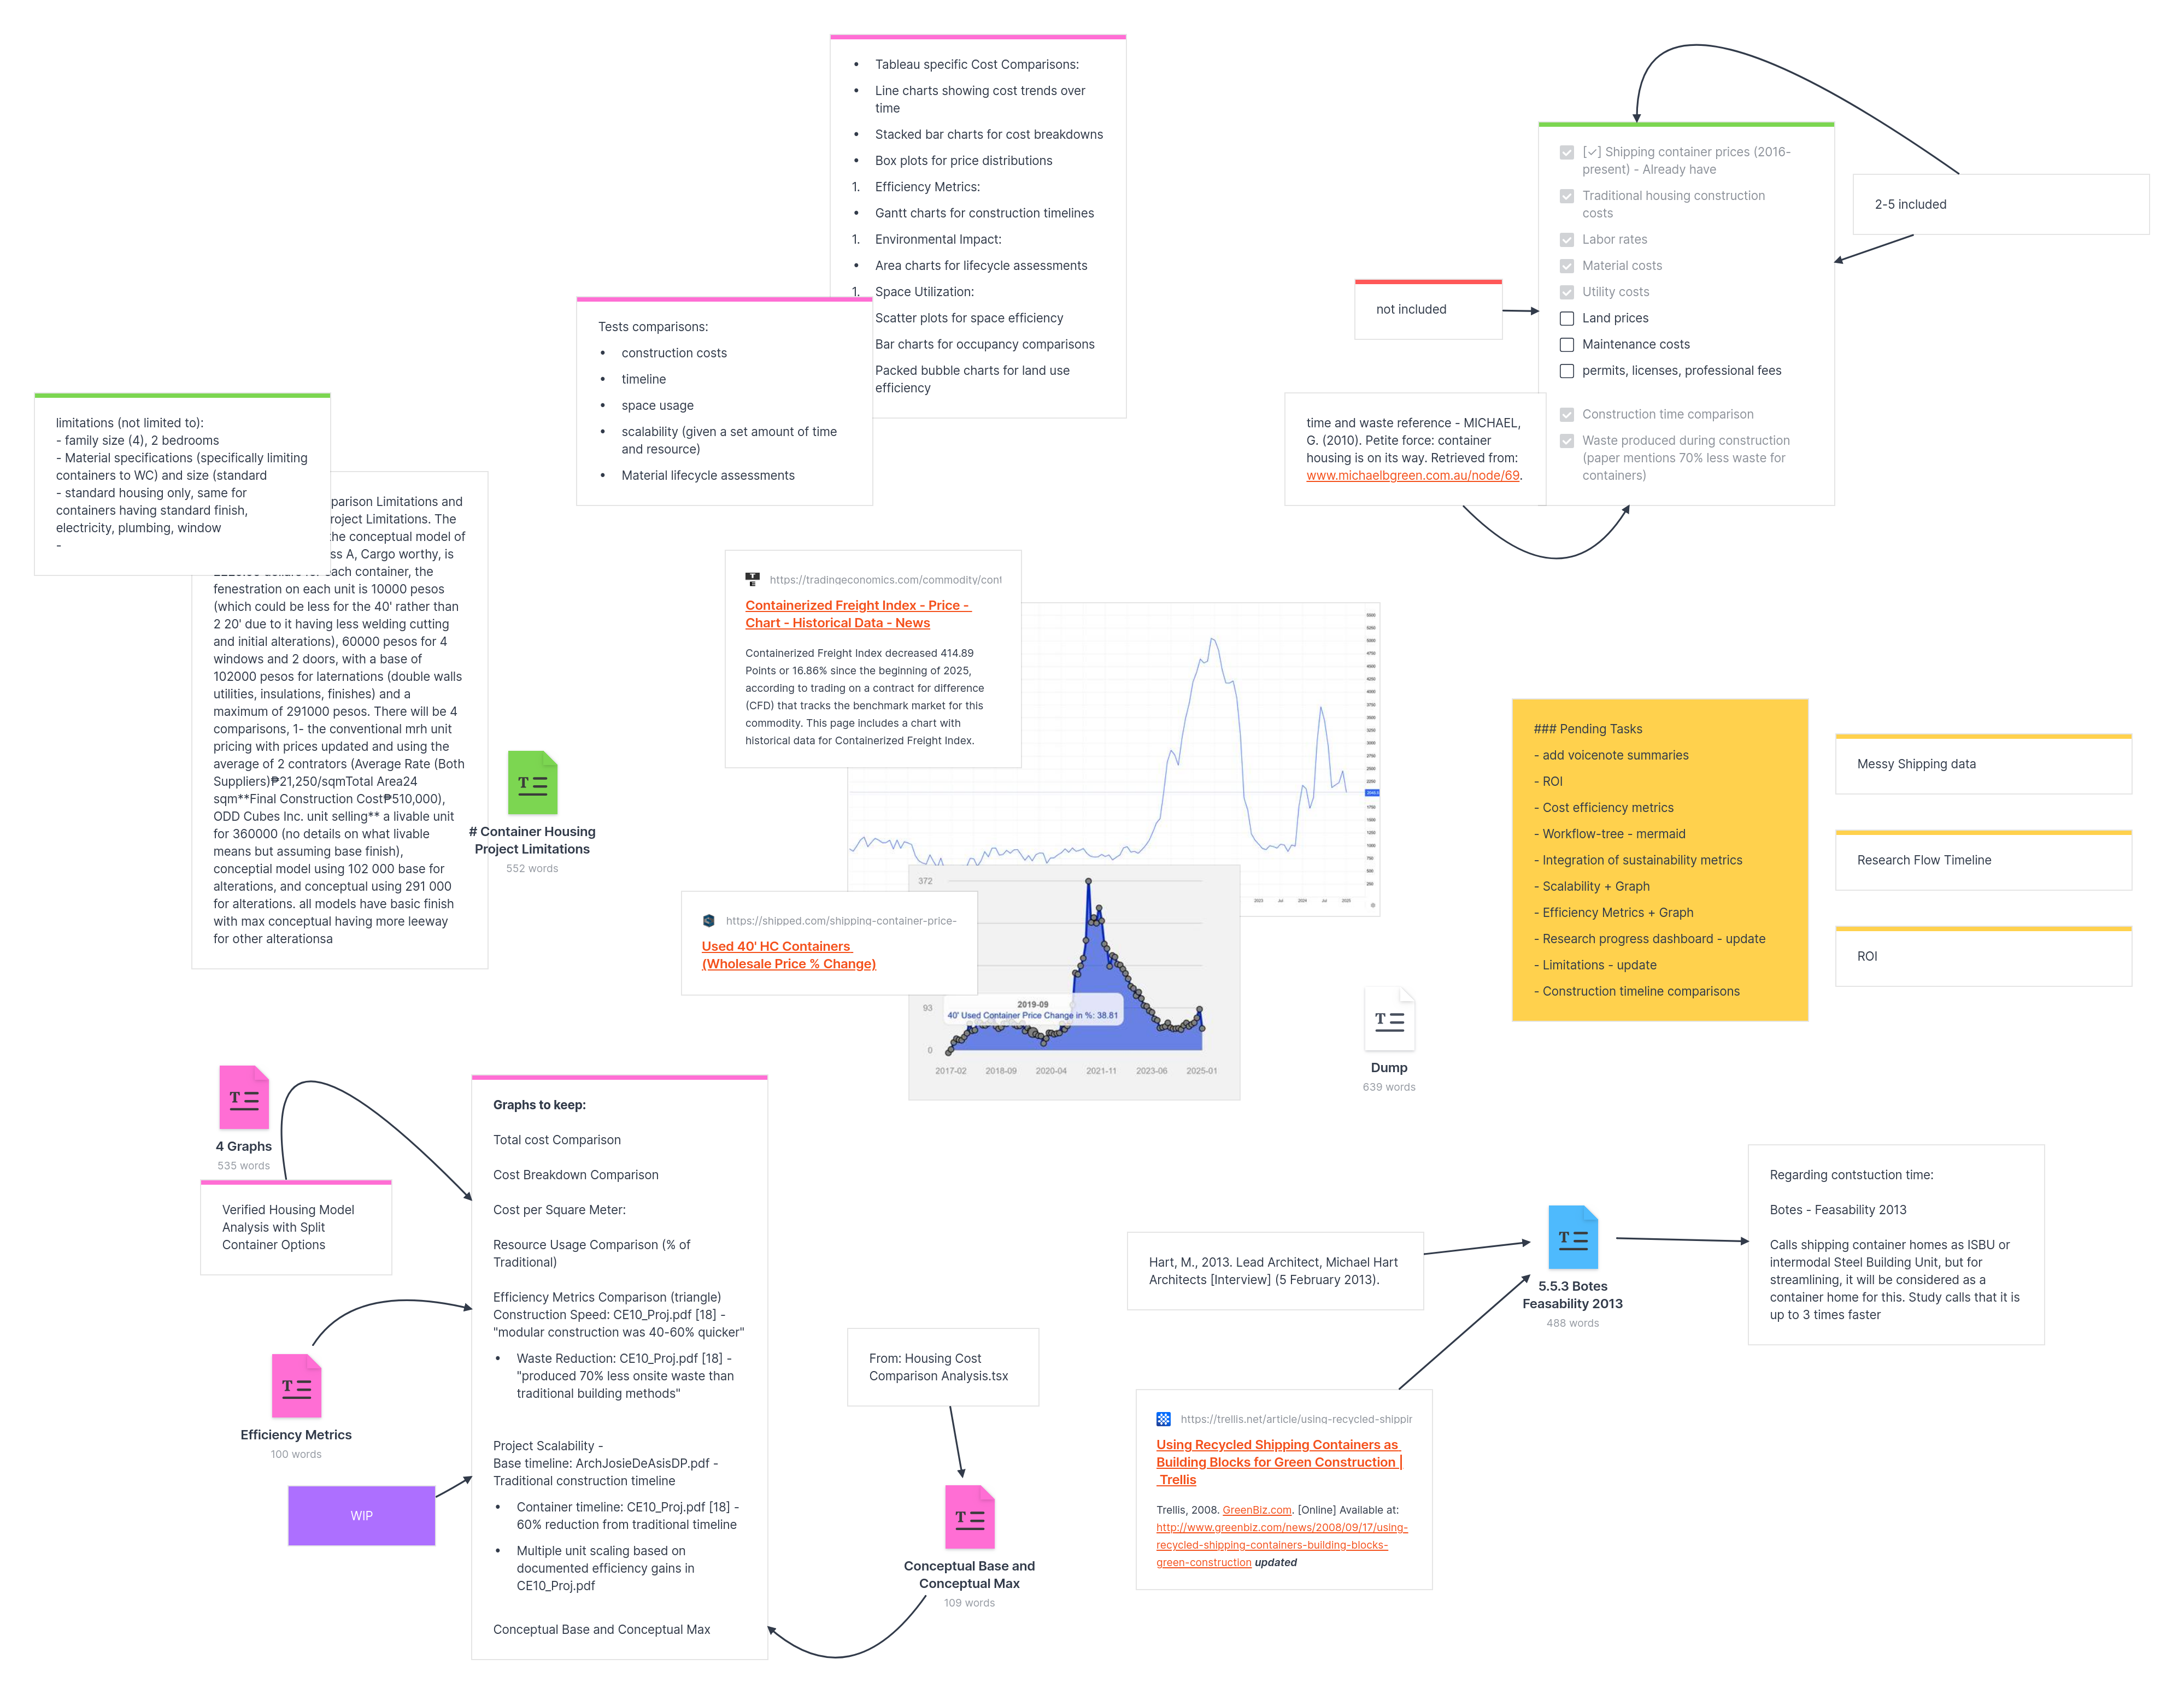 • Tableau specific Cost Comparisons:
• Line charts showing cost trends over
time
• Stacked bar charts for cost breakdowns
• Box plots for price distributions
1. Efficiency Metrics:
• Gantt charts for construction timelines
1. Environmental Impact:
• Area charts for lifecycle assessments
1. Space Utilization:
Scatter plots for space efficiency
Bar charts for occupancy comparisons
Packed bubble charts for land use
efficiency
[✓] Shipping container prices (2016-
present) - Already have
Traditional housing construction
costs
Labor rates
Material costs
Utility costs
Land prices
Maintenance costs
permits, licenses, professional fees
Construction time comparison
Waste produced during construction
(paper mentions 70% less waste for
containers)
2-5 included
not included
time and waste reference - MICHAEL,
G. (2010). Petite force: container
housing is on its way. Retrieved from:
www.michaelbgreen.com.au/node/69.
Tests comparisons:
• construction costs
• timeline
• space usage
• scalability (given a set amount of time
and resource)
• Material lifecycle assessments
limitations (not limited to):
- family size (4), 2 bedrooms
- Material specifications (specifically limiting
containers to WC) and size (standard
- standard housing only, same for
containers having standard finish,
electricity, plumbing, window
-
parison Limitations and
roject Limitations. The
the conceptual model of
ss A, Cargo worthy, is
each container, the
fenestration on each unit is 10000 pesos
(which could be less for the 40' rather than
2 20' due to it having less welding cutting
and initial alterations), 60000 pesos for 4
windows and 2 doors, with a base of
102000 pesos for laternations (double walls
utilities, insulations, finishes) and a
maximum of 291000 pesos. There will be 4
comparisons, 1- the conventional mrh unit
pricing with prices updated and using the
average of 2 contrators (Average Rate (Both
Suppliers)₱21,250/sqmTotal Area24
sqm**Final Construction Cost₱510,000),
ODD Cubes Inc. unit selling** a livable unit
for 360000 (no details on what livable
means but assuming base finish),
conceptial model using 102 000 base for
alterations, and conceptual using 291 000
for alterations. all models have basic finish
with max conceptual having more leeway
for other alterationsa
# Container Housing
Project Limitations
552 words
https://tradingeconomics.com/commodity/cont
Containerized Freight Index - Price -
Chart - Historical Data - News
Containerized Freight Index decreased 414.89
Points or 16.86% since the beginning of 2025,
according to trading on a contract for difference
(CFD) that tracks the benchmark market for this
commodity. This page includes a chart with
historical data for Containerized Freight Index.
2023 Jul 2024 Jul 2025
https://shipped.com/shipping-container-price-
Used 40' HC Containers
(Wholesale Price % Change)
372
93
0
2019-09
40' Used Container Price Change in %: 38.81
2017-02 2018-09 2020-04 2021-11 2023-06 2025-01
Dump
639 words
### Pending Tasks
- add voicenote summaries
- ROI
- Cost efficiency metrics
- Workflow-tree - mermaid
- Integration of sustainability metrics
- Scalability + Graph
- Efficiency Metrics + Graph
- Research progress dashboard - update
- Limitations - update
- Construction timeline comparisons
Messy Shipping data
Research Flow Timeline
ROI
4 Graphs
535 words
Verified Housing Model
Analysis with Split
Container Options
Efficiency Metrics
100 words
WIP
Graphs to keep:
Total cost Comparison
Cost Breakdown Comparison
Cost per Square Meter:
Resource Usage Comparison (% of
Traditional)
Efficiency Metrics Comparison (triangle)
Construction Speed: CE10_Proj.pdf [18] -
"modular construction was 40-60% quicker"
• Waste Reduction: CE10_Proj.pdf [18] -
"produced 70% less onsite waste than
traditional building methods"
Project Scalability -
Base timeline: ArchJosieDeAsisDP.pdf -
Traditional construction timeline
• Container timeline: CE10_Proj.pdf [18] -
60% reduction from traditional timeline
• Multiple unit scaling based on
documented efficiency gains in
CE10_Proj.pdf
Conceptual Base and Conceptual Max
From: Housing Cost
Comparison Analysis.tsx
Conceptual Base and
Conceptual Max
109 words
Hart, M., 2013. Lead Architect, Michael Hart
Architects [Interview] (5 February 2013).
https://trellis.net/article/using-recycled-shippir
Using Recycled Shipping Containers as
Building Blocks for Green Construction |
Trellis
Trellis, 2008. GreenBiz.com. [Online] Available at:
http://www.greenbiz.com/news/2008/09/17/using-
recycled-shipping-containers-building-blocks-
green-construction updated
5.5.3 Botes
Feasability 2013
488 words
Regarding contstuction time:
Botes - Feasability 2013
Calls shipping container homes as ISBU or
intermodal Steel Building Unit, but for
streamlining, it will be considered as a
container home for this. Study calls that it is
up to 3 times faster